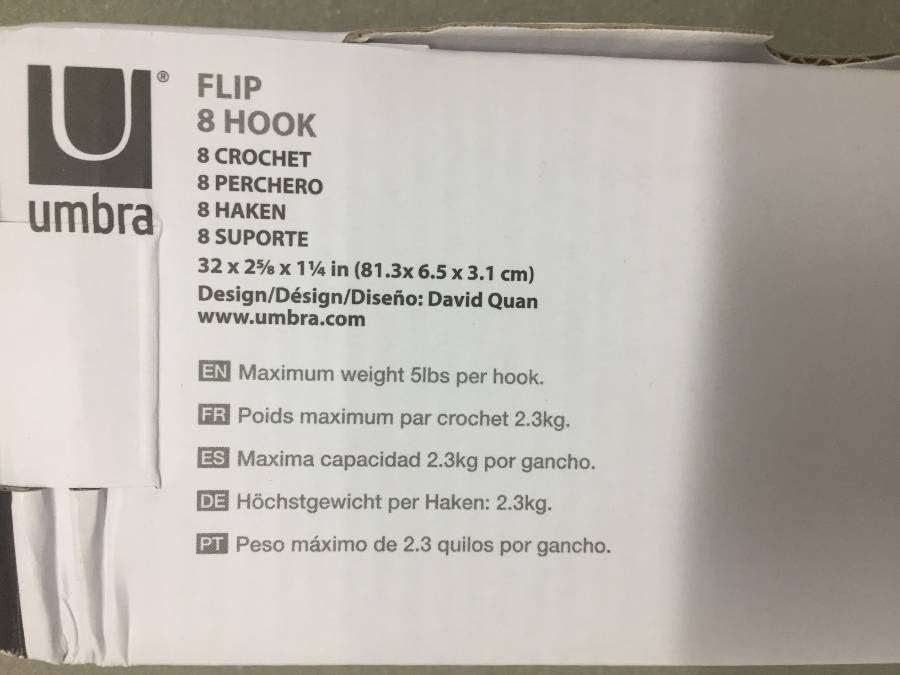 umbra®
FLIP
8 HOOK
8 CROCHET
8 PERCHERO
8 HAKEN
8 SUPORTE
32 x 2⅝ x 1¼ in (81.3x 6.5 x 3.1 cm)
Design/Désign/Diseño: David Quan
www.umbra.com
EN Maximum weight 5lbs per hook.
FR Poids maximum par crochet 2.3kg.
ES Maxima capacidad 2.3kg por gancho.
DE Höchstgewicht per Haken: 2.3kg.
PT Peso máximo de 2.3 quilos por gancho.